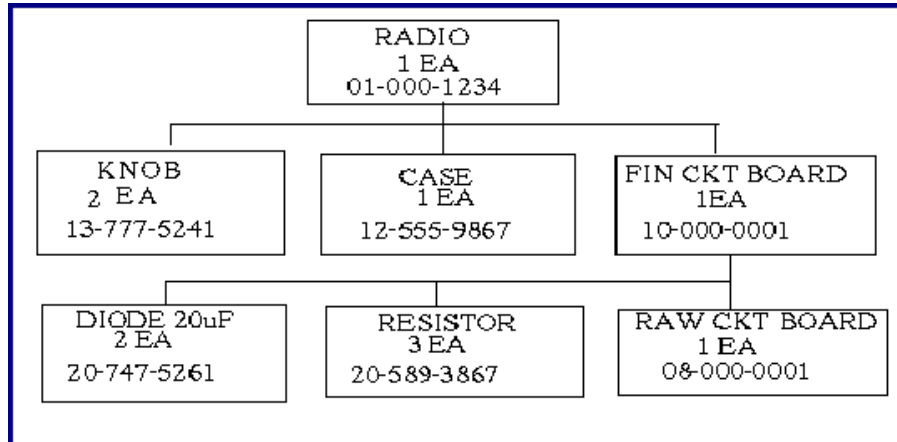 RADIO
1 EA
01-000-1234
KNOB
2 EA
13-777-5241
CASE
1 EA
12-555-9867
FIN CKT BOARD
1EA
10-000-0001
DIODE 20uF
2 EA
20-747-5261
RESISTOR
3 EA
20-589-3867
RAW CKT BOARD
1 EA
08-000-0001